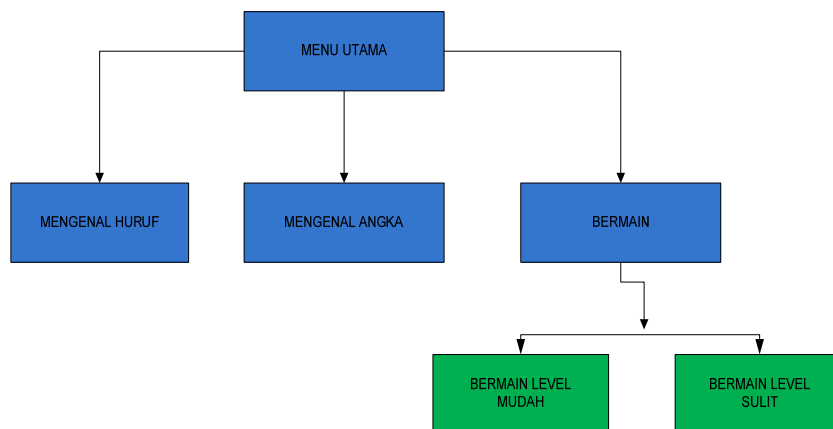 MENU UTAMA
MENGENAL HURUF
MENGENAL ANGKA
BERMAIN
BERMAIN LEVEL
MUDAH
BERMAIN LEVEL
SULIT